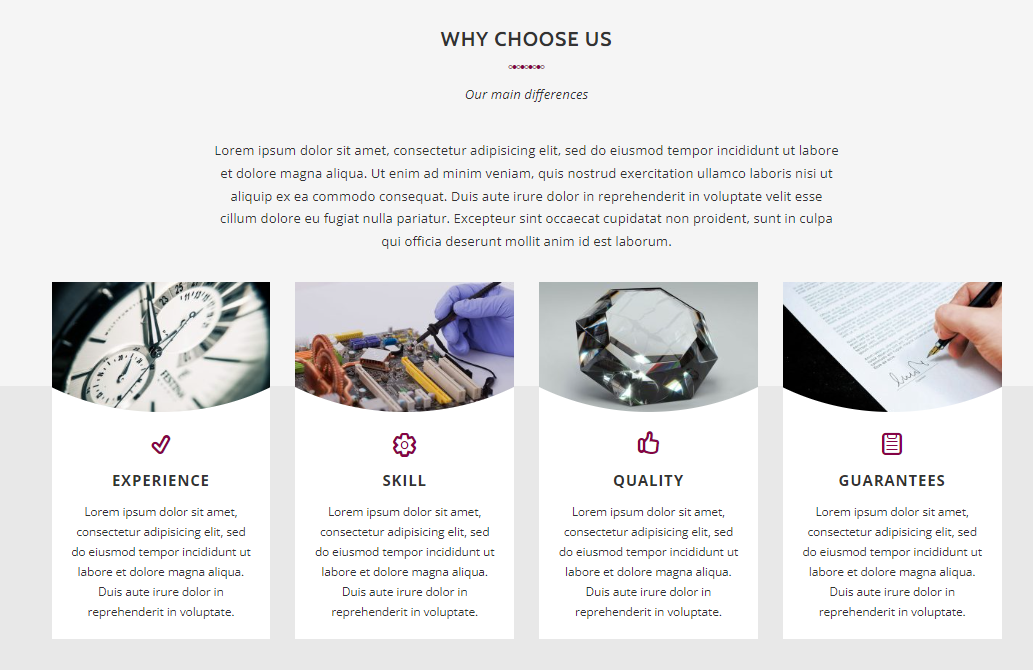 WHY CHOOSE US
Our main differences
Lorem ipsum dolor sit amet, consectetur adipisicing elit, sed do eiusmod tempor incididunt ut labore
et dolore magna aliqua. Ut enim ad minim veniam, quis nostrud exercitation ullamco laboris nisi ut
aliquip ex ea commodo consequat. Duis aute irure dolor in reprehenderit in voluptate velit esse
cillum dolore eu fugiat nulla pariatur. Excepteur sint occaecat cupidatat non proident, sunt in culpa
qui officia deserunt mollit anim id est laborum.
23 25
FESTINA
EXPERIENCE
Lorem ipsum dolor sit amet,
consectetur adipisicing elit, sed
do eiusmod tempor incididunt ut
labore et dolore magna aliqua.
Duis aute irure dolor in
reprehenderit in voluptate.
SKILL
Lorem ipsum dolor sit amet,
consectetur adipisicing elit, sed
do eiusmod tempor incididunt ut
labore et dolore magna aliqua.
Duis aute irure dolor in
reprehenderit in voluptate.
QUALITY
Lorem ipsum dolor sit amet,
consectetur adipisicing elit, sed
do eiusmod tempor incididunt ut
labore et dolore magna aliqua.
Duis aute irure dolor in
reprehenderit in voluptate.
GUARANTEES
Lorem ipsum dolor sit amet,
consectetur adipisicing elit, sed
do eiusmod tempor incididunt ut
labore et dolore magna aliqua.
Duis aute irure dolor in
reprehenderit in voluptate.